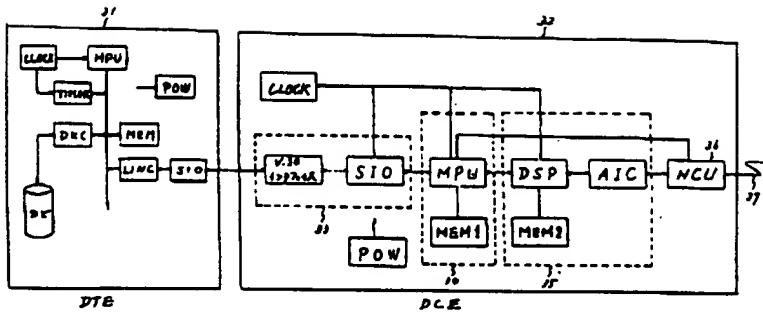 31
32
CLOCK
MPU
TIMER
POW
DKC
MEM
LINC
SIO
DK
CLOCK
V.30
SIO
MPU
DSP
AIC
NCU
36
37
MEM1
MEM2
POW
33
35
DTE
DCE